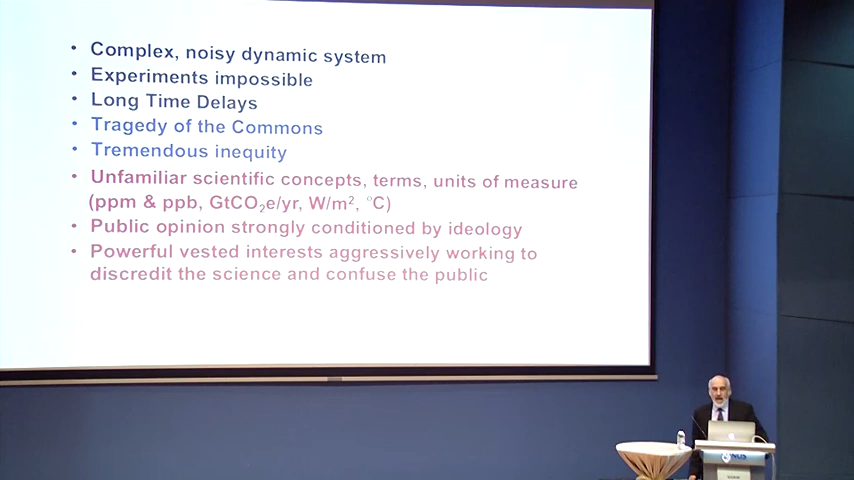 • Complex, noisy dynamic system
• Experiments impossible
• Long Time Delays
• Tragedy of the Commons
• Tremendous inequity
• Unfamiliar scientific concepts, terms, units of measure
(ppm & ppb, GtCO₂e/yr, W/m², °C)
• Public opinion strongly conditioned by ideology
• Powerful vested interests aggressively working to
discredit the science and confuse the public
NUS